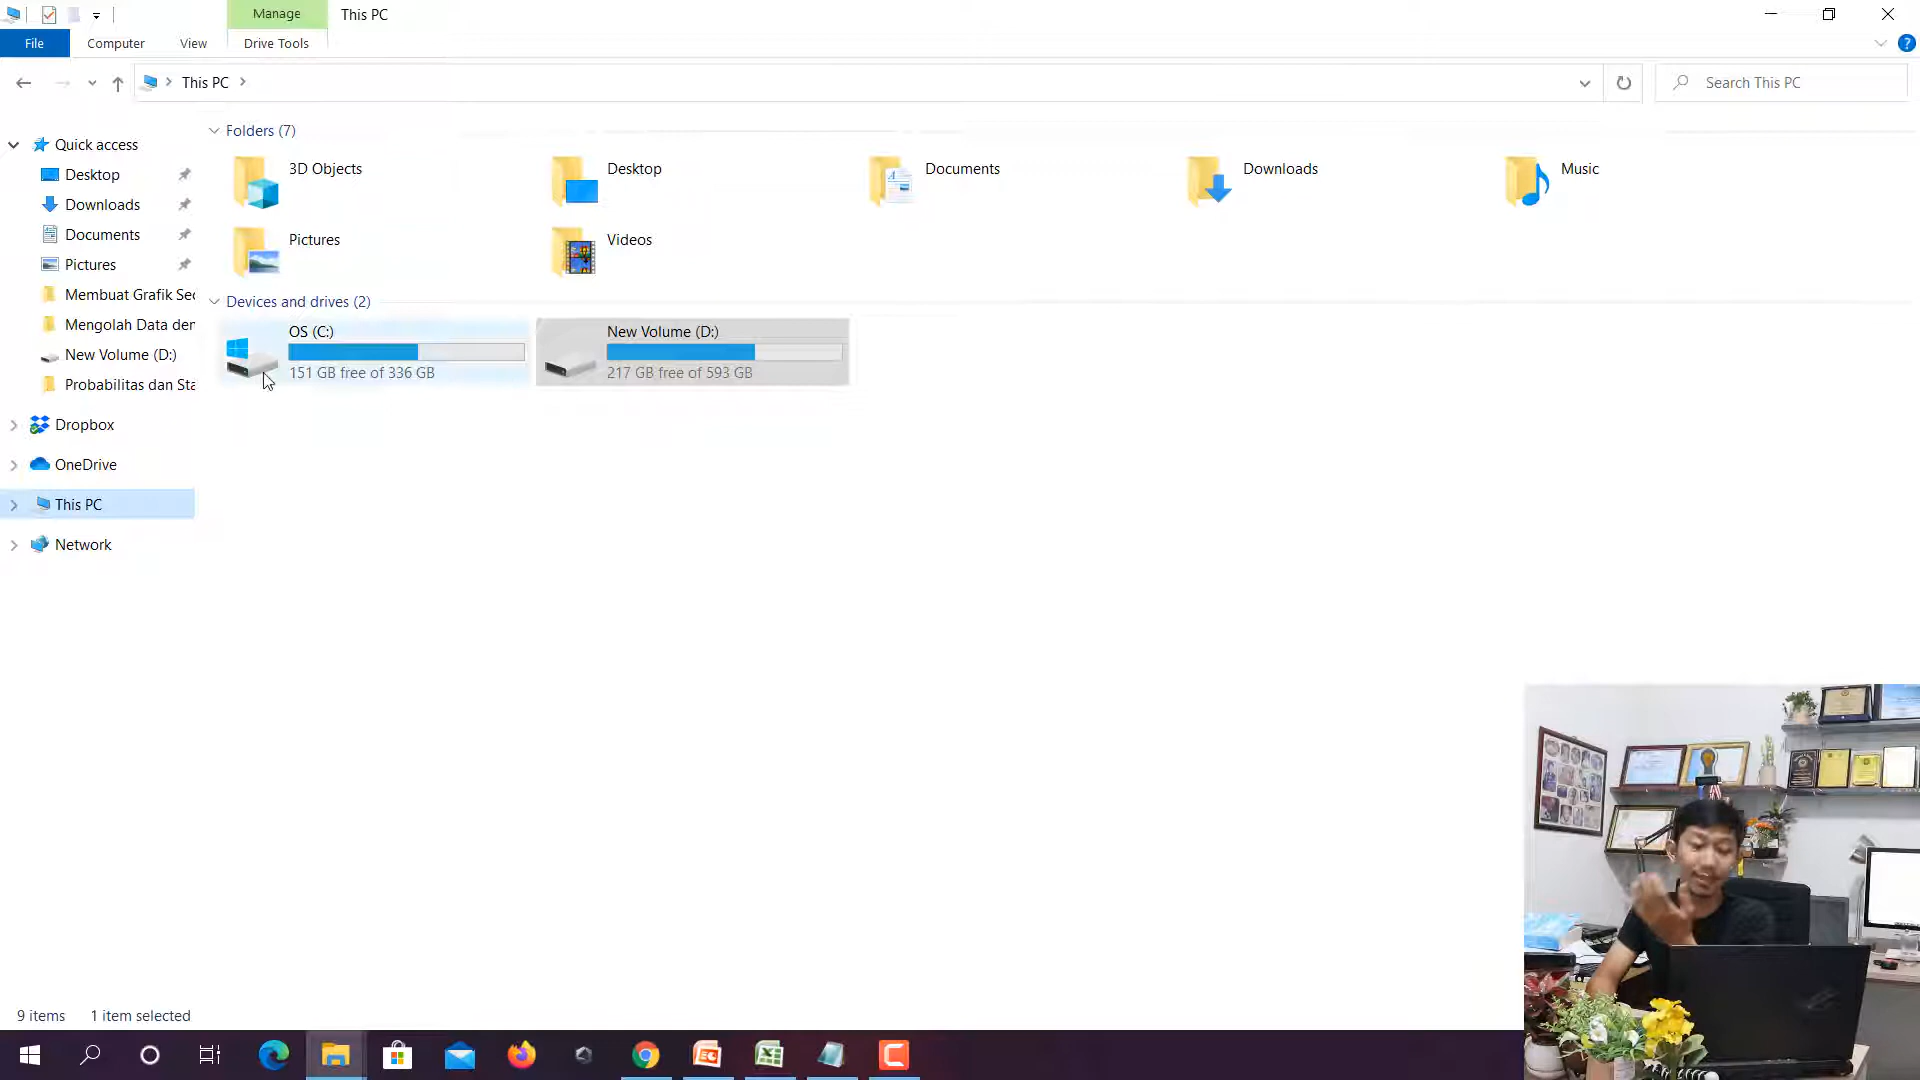 Manage
This PC
File
Computer
View
Drive Tools
This PC
Search This PC
Quick access
Desktop
Downloads
Documents
Pictures
Membuat Grafik Sec
Mengolah Data der
New Volume (D:)
Probabilitas dan Sta
Dropbox
OneDrive
This PC
Network
Folders (7)
3D Objects
Desktop
Documents
Downloads
Music
Pictures
Videos
Devices and drives (2)
OS (C:)
151 GB free of 336 GB
New Volume (D:)
217 GB free of 593 GB
9 items
1 item selected